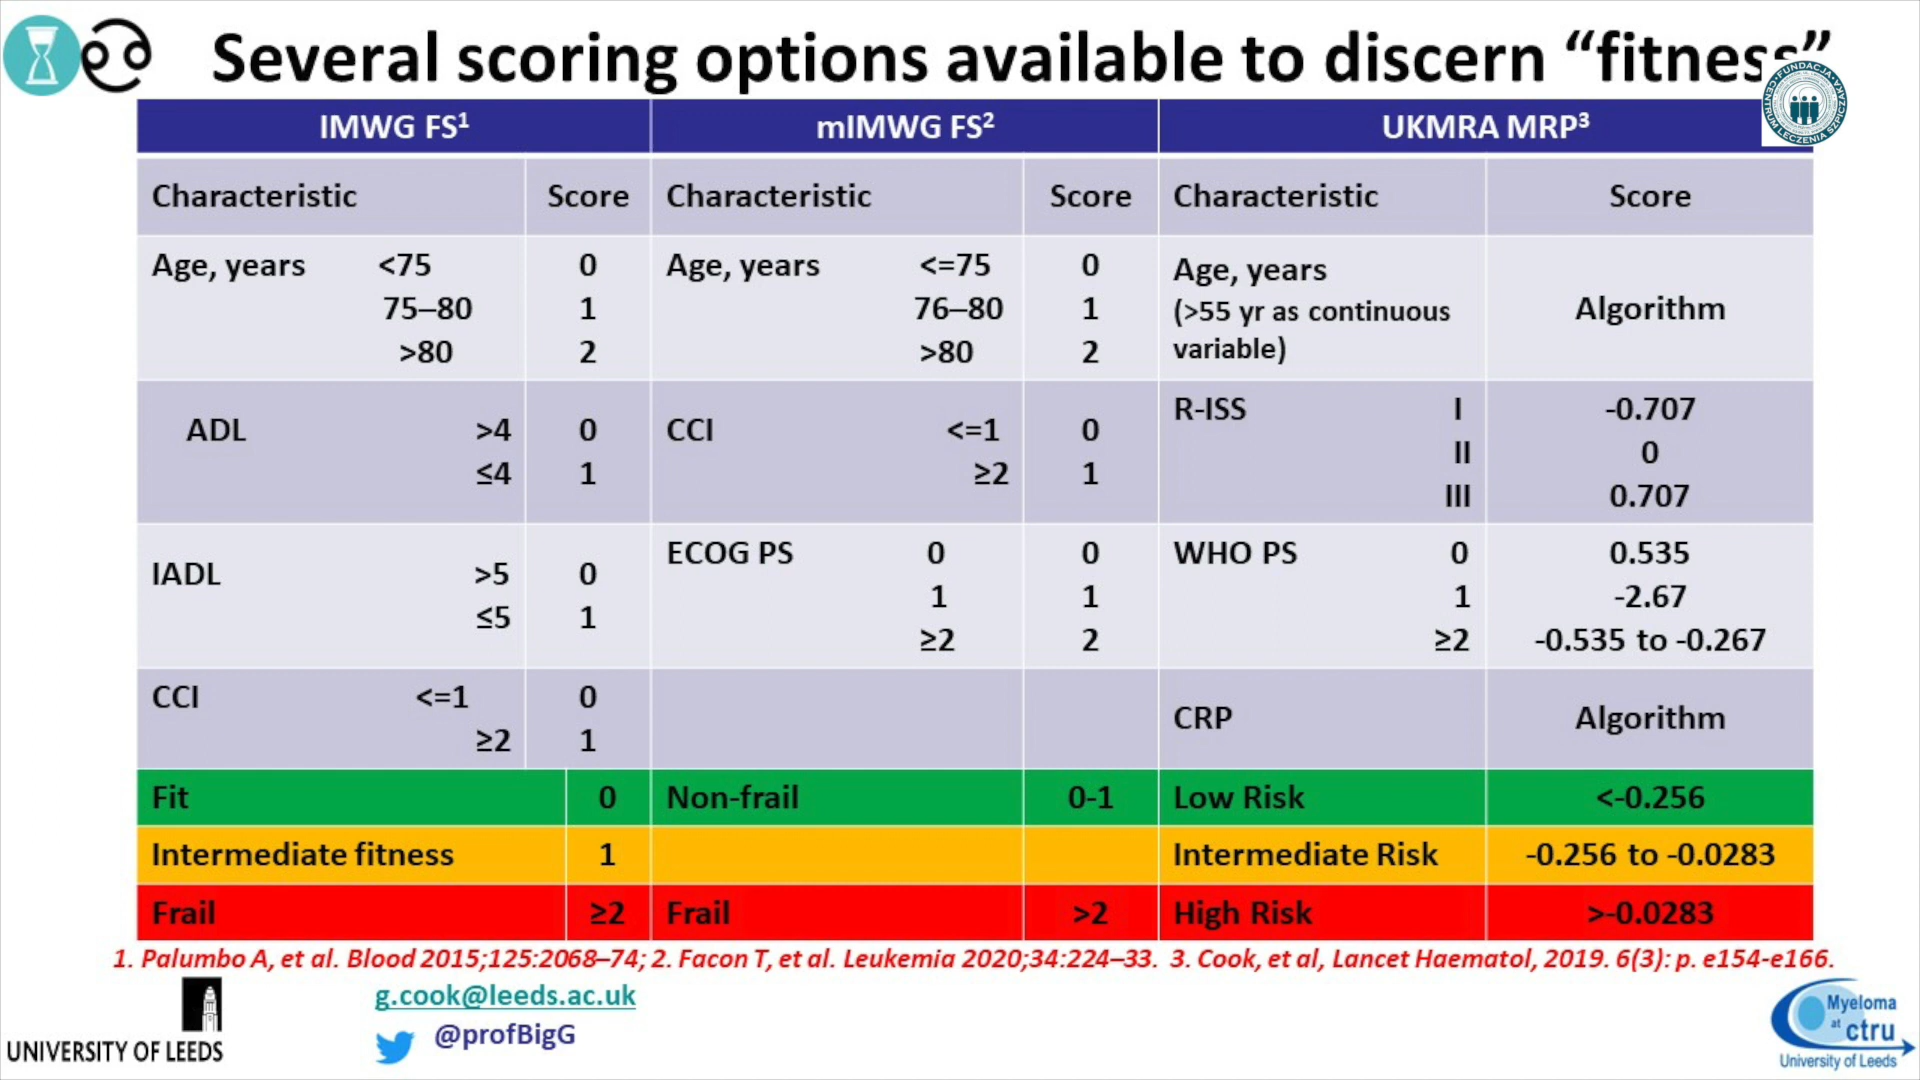 Several scoring options available to discern “fitness”
FUNDACJA CENTRUM LECZENIA SZPICZAKA
IMWG FS1 mIMWG FS2 UKMRA MRP3
Characteristic Score Characteristic Score Characteristic Score
Age, years <75 0 Age, years <=75 0 Age, years
75–80 1 76–80 1 (>55 yr as continuous Algorithm
>80 2 >80 2 variable)
R-ISS I -0.707
ADL >4 0 CCI <=1 0 II 0
≤4 1 ≥2 1 III 0.707
ECOG PS 0 0 WHO PS 0 0.535
IADL >5 0 1 1 1 -2.67
≤5 1 ≥2 2 ≥2 -0.535 to -0.267
CCI <=1 0 CRP Algorithm
≥2 1
Fit 0 Non-frail 0-1 Low Risk <-0.256
Intermediate fitness 1 Intermediate Risk -0.256 to -0.0283
Frail ≥2 Frail >2 High Risk >-0.0283
1. Palumbo A, et al. Blood 2015;125:2068–74; 2. Facon T, et al. Leukemia 2020;34:224–33. 3. Cook, et al, Lancet Haematol, 2019. 6(3): p. e154-e166.
g.cook@leeds.ac.uk
@profBigG
UNIVERSITY OF LEEDS
Myeloma
at ctru
University of Leeds